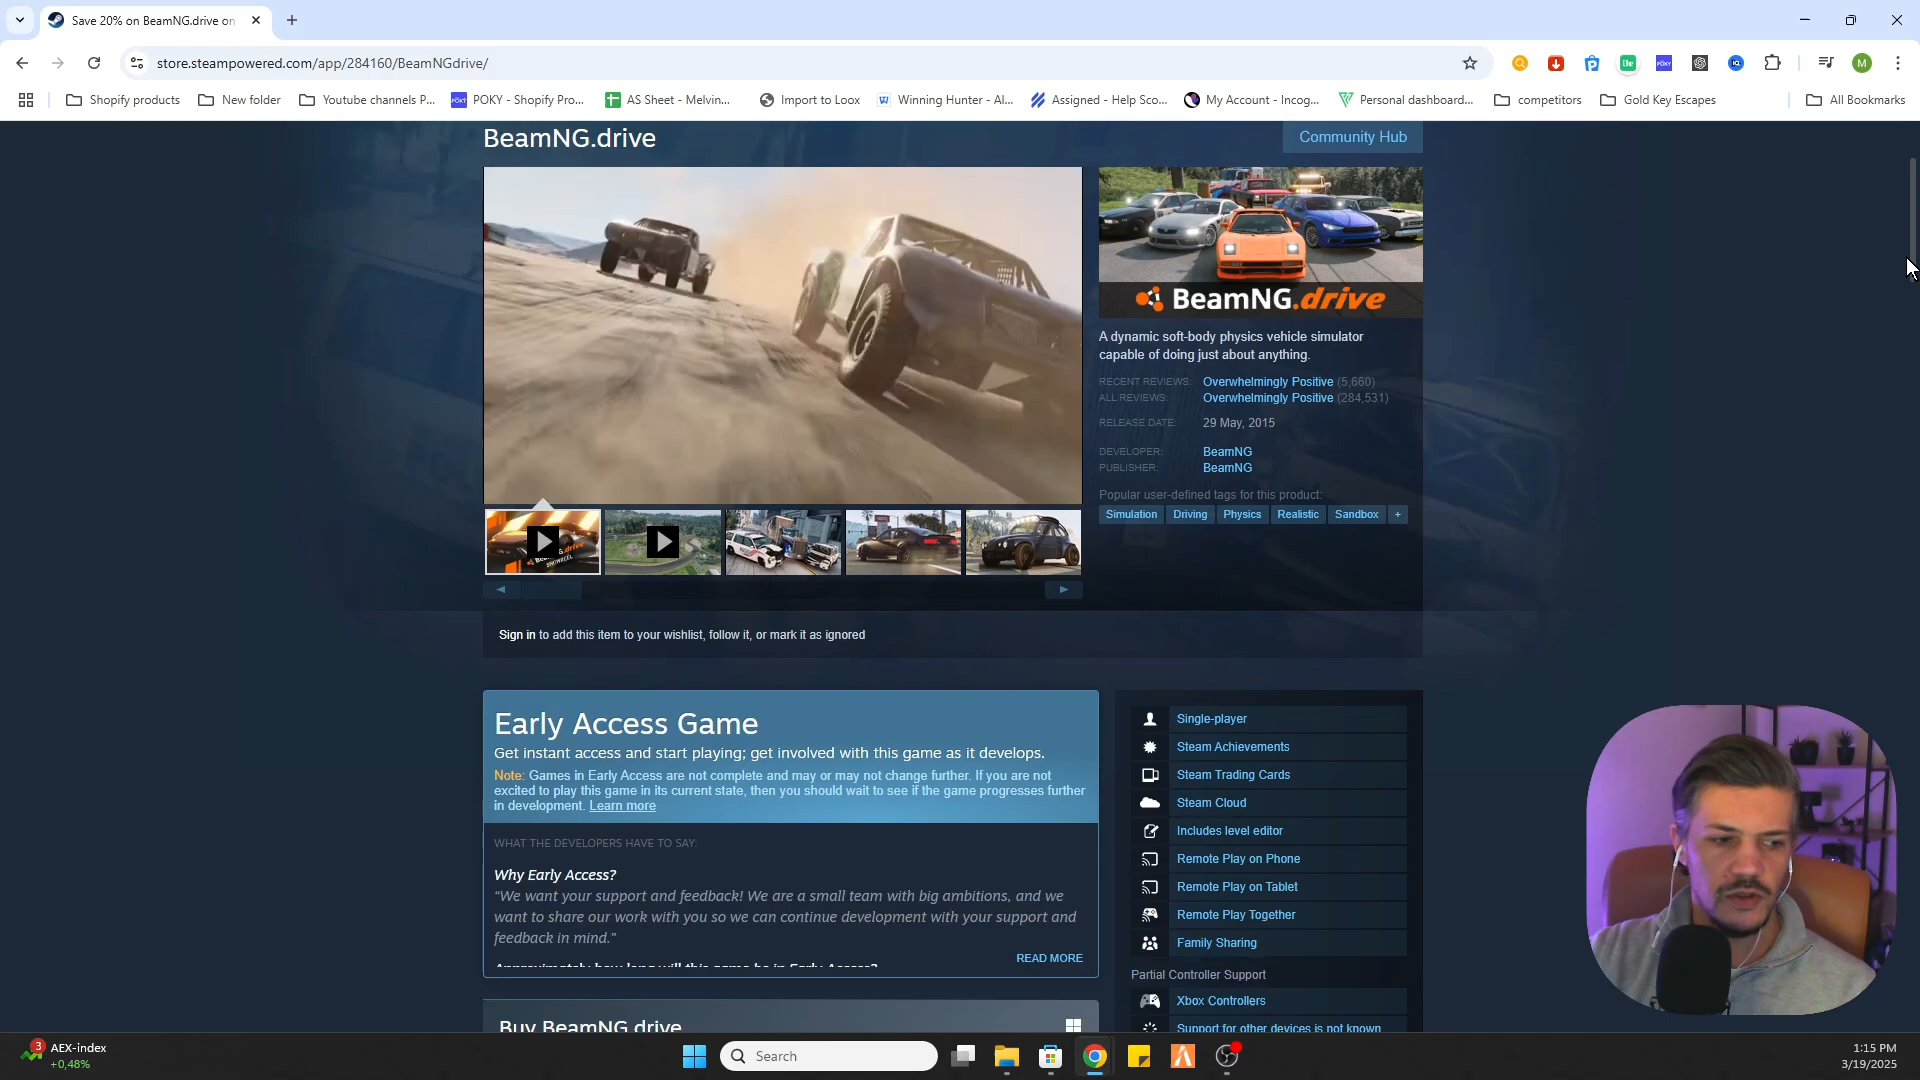 Save 20% on BeamNG.drive on
store.steampowered.com/app/284160/BeamNGdrive/
M
Shopify products
New folder
Youtube channels P...
POKY - Shopify Pro...
AS Sheet - Melvin...
Import to Loox
Winning Hunter - AI...
Assigned - Help Sco...
My Account - Incog...
Personal dashboard...
competitors
Gold Key Escapes
All Bookmarks
BeamNG.drive
Community Hub
BeamNG.drive
A dynamic soft-body physics vehicle simulator
capable of doing just about anything.
RECENT REVIEWS: Overwhelmingly Positive (5,660)
ALL REVIEWS: Overwhelmingly Positive (284,531)
RELEASE DATE: 29 May, 2015
DEVELOPER: BeamNG
PUBLISHER: BeamNG
Popular user-defined tags for this product:
Simulation Driving Physics Realistic Sandbox +
Sign in to add this item to your wishlist, follow it, or mark it as ignored
Early Access Game
Get instant access and start playing; get involved with this game as it develops.
Note: Games in Early Access are not complete and may or may not change further. If you are not
excited to play this game in its current state, then you should wait to see if the game progresses further
in development. Learn more
WHAT THE DEVELOPERS HAVE TO SAY:
Why Early Access?
“We want your support and feedback! We are a small team with big ambitions, and we
want to share our work with you so we can continue development with your support and
feedback in mind.”
Approximately how long will this game be in Early Access?
READ MORE
Buy BeamNG.drive
Single-player
Steam Achievements
Steam Trading Cards
Steam Cloud
Includes level editor
Remote Play on Phone
Remote Play on Tablet
Remote Play Together
Family Sharing
Partial Controller Support
Xbox Controllers
Support for other devices is not known
3
AEX-index
+0,48%
Search
1:15 PM
3/19/2025